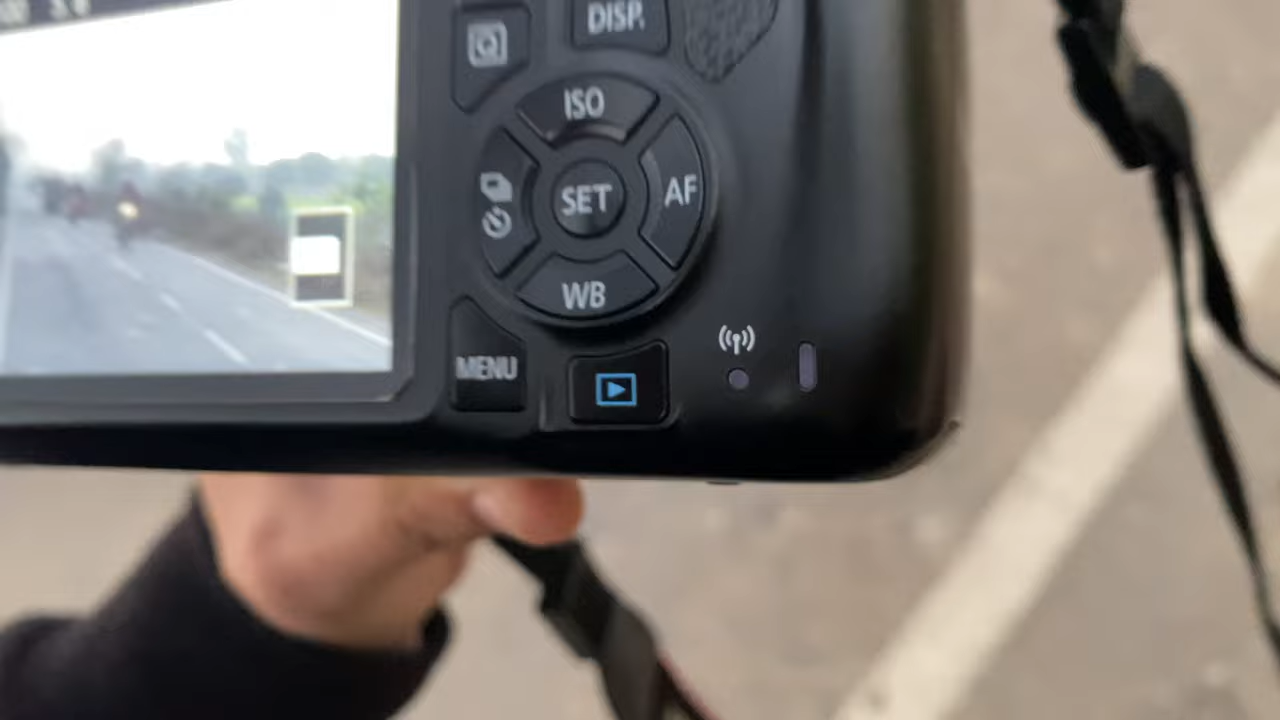 DISP.
ISO
SET
AF
WB
MENU